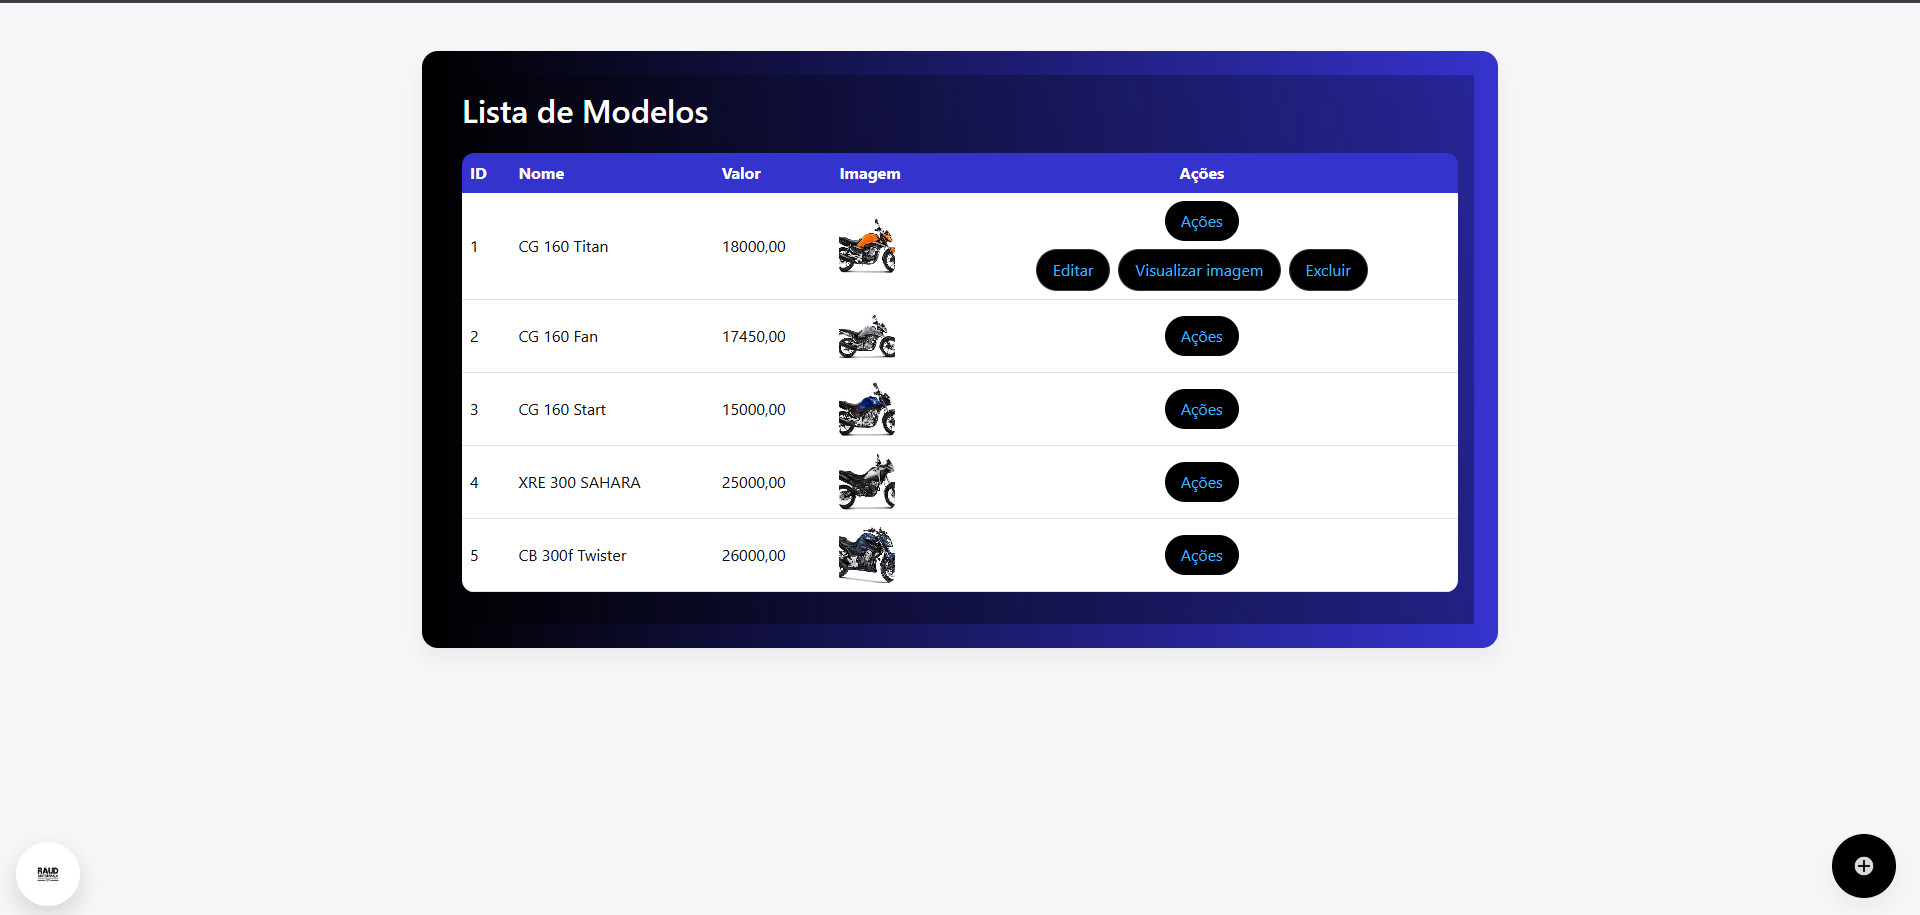 Lista de Modelos
ID Nome Valor Imagem Ações
Ações
1 CG 160 Titan 18000,00
Editar Visualizar imagem Excluir
2 CG 160 Fan 17450,00 Ações
3 CG 160 Start 15000,00 Ações
4 XRE 300 SAHARA 25000,00 Ações
5 CB 300f Twister 26000,00 Ações
RAUD